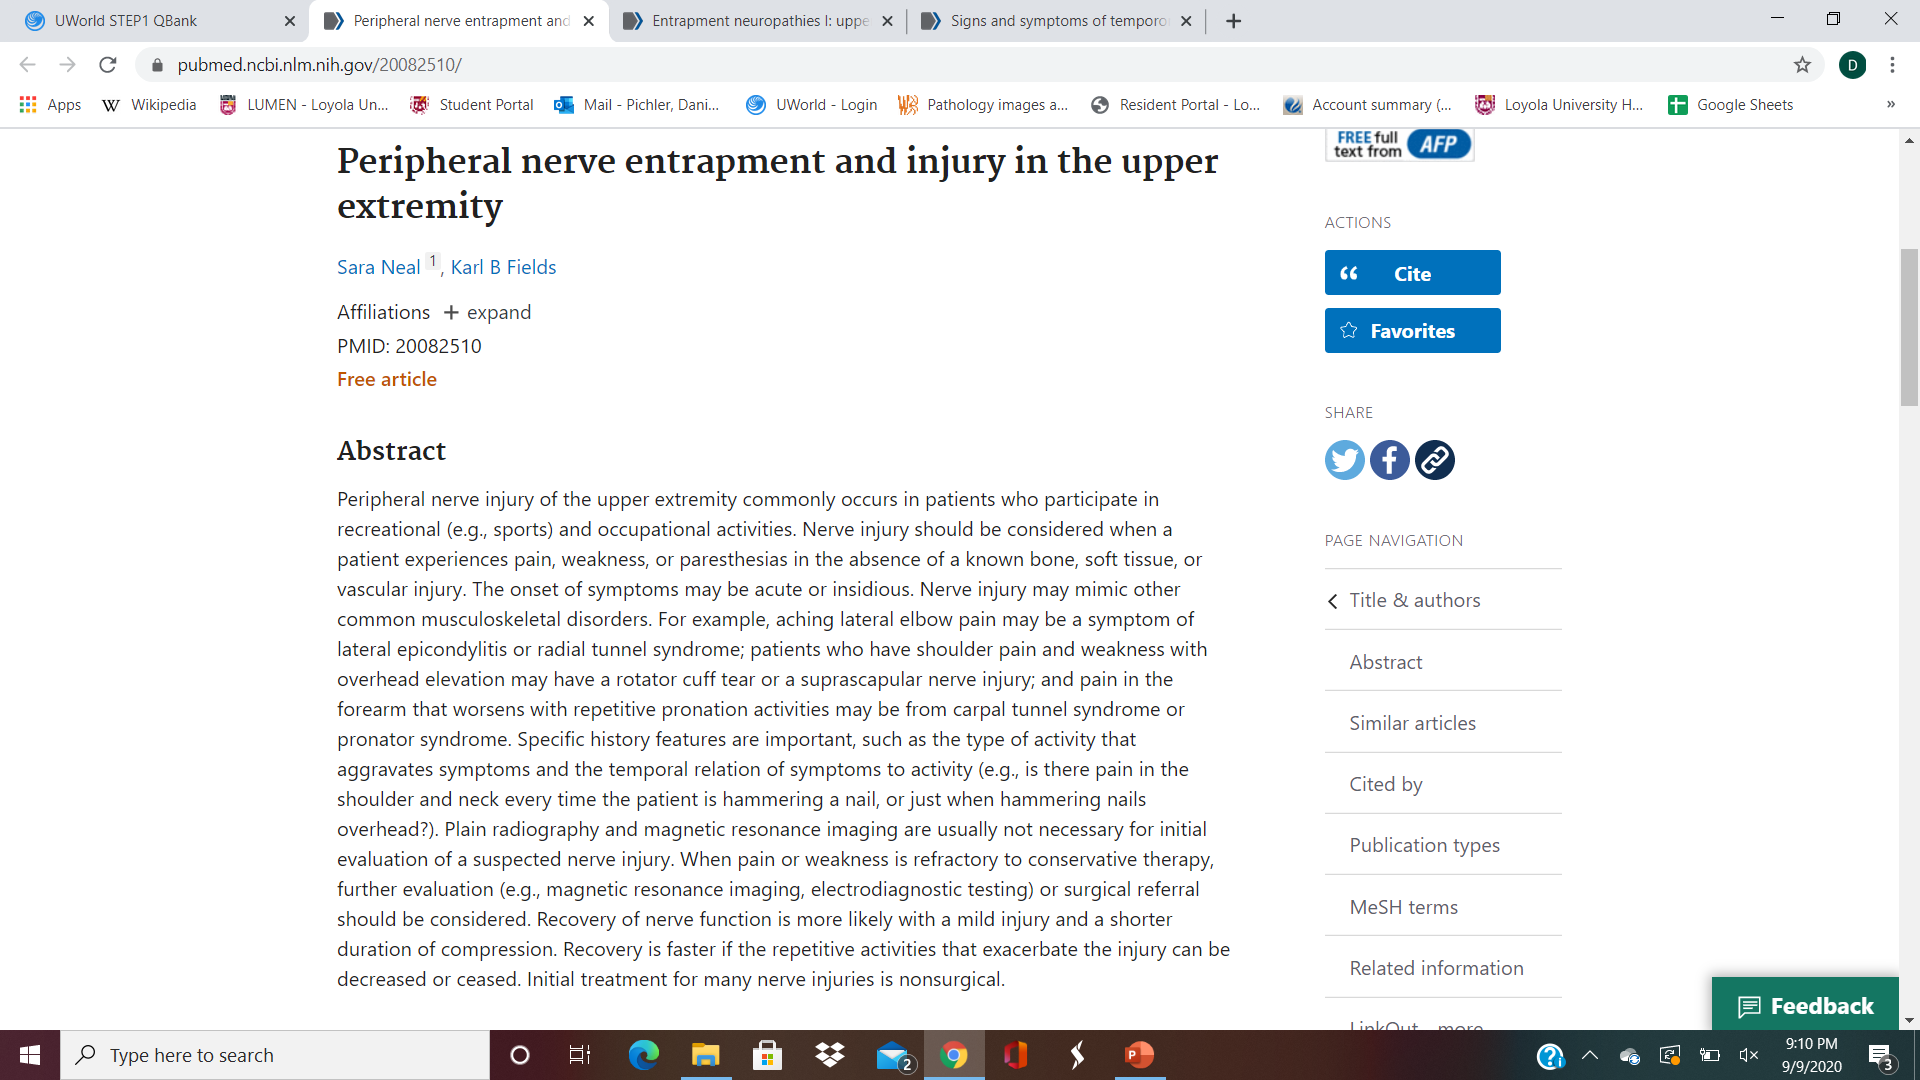 UWorld STEP1 QBank
Peripheral nerve entrapment and
Entrapment neuropathies I: uppe
Signs and symptoms of temporo
pubmed.ncbi.nlm.nih.gov/20082510/
D
Apps
Wikipedia
LUMEN - Loyola Un...
Student Portal
Mail - Pichler, Dani...
UWorld - Login
Pathology images a...
Resident Portal - Lo...
Account summary (...
Loyola University H...
Google Sheets
»
FREE full
text from AFP
Peripheral nerve entrapment and injury in the upper
extremity
Sara Neal 1, Karl B Fields
Affiliations + expand
PMID: 20082510
Free article
Abstract
Peripheral nerve injury of the upper extremity commonly occurs in patients who participate in
recreational (e.g., sports) and occupational activities. Nerve injury should be considered when a
patient experiences pain, weakness, or paresthesias in the absence of a known bone, soft tissue, or
vascular injury. The onset of symptoms may be acute or insidious. Nerve injury may mimic other
common musculoskeletal disorders. For example, aching lateral elbow pain may be a symptom of
lateral epicondylitis or radial tunnel syndrome; patients who have shoulder pain and weakness with
overhead elevation may have a rotator cuff tear or a suprascapular nerve injury; and pain in the
forearm that worsens with repetitive pronation activities may be from carpal tunnel syndrome or
pronator syndrome. Specific history features are important, such as the type of activity that
aggravates symptoms and the temporal relation of symptoms to activity (e.g., is there pain in the
shoulder and neck every time the patient is hammering a nail, or just when hammering nails
overhead?). Plain radiography and magnetic resonance imaging are usually not necessary for initial
evaluation of a suspected nerve injury. When pain or weakness is refractory to conservative therapy,
further evaluation (e.g., magnetic resonance imaging, electrodiagnostic testing) or surgical referral
should be considered. Recovery of nerve function is more likely with a mild injury and a shorter
duration of compression. Recovery is faster if the repetitive activities that exacerbate the injury can be
decreased or ceased. Initial treatment for many nerve injuries is nonsurgical.
ACTIONS
Cite
Favorites
SHARE
PAGE NAVIGATION
Title & authors
Abstract
Similar articles
Cited by
Publication types
MeSH terms
Related information
LinkOut - more
Feedback
Type here to search
2
9:10 PM
9/9/2020
3